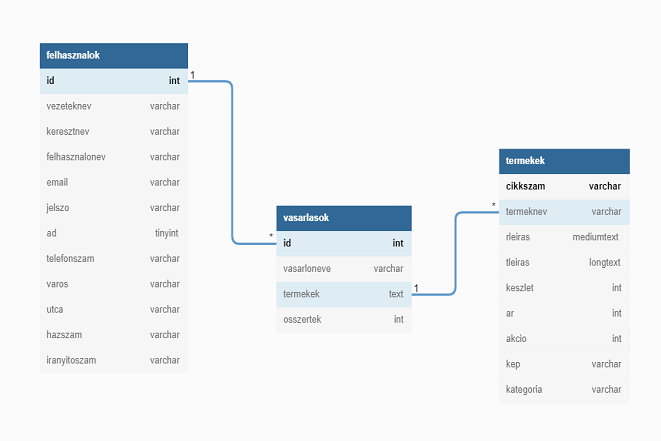 felhasznalok
id int
vezeteknev varchar
keresztnev varchar
felhasznalonev varchar
email varchar
jelszo varchar
ad tinyint
telefonszam varchar
varos varchar
utca varchar
hazszam varchar
iranyitoszam varchar
1
*
vasarlasok
id int
vasarloneve varchar
termekek text
osszertek int
1
*
termekek
cikkszam varchar
termeknev varchar
rleiras mediumtext
tleiras longtext
keszlet int
ar int
akcio int
kep varchar
kategoria varchar